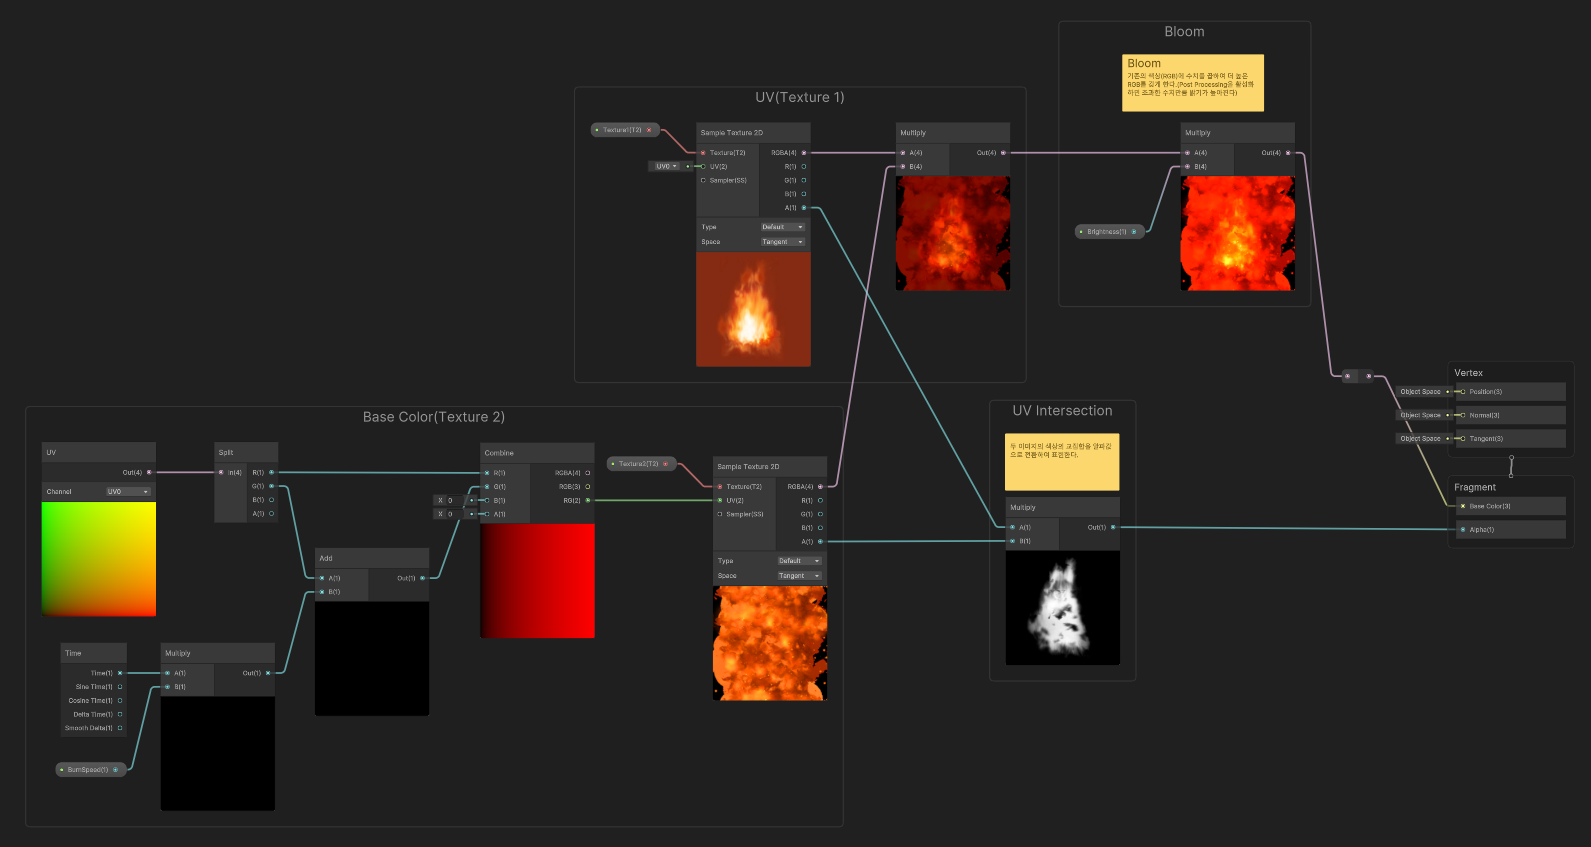 Bloom
Bloom
기존의 색상(RGB)에 수치를 곱하여 더 높은
RGB를 갖게 한다.(Post Processing을 활성화
하면 초과한 수치만큼 밝기가 높아진다)
Multiply
A(4) Out(4)
B(4)
Brightness(1)
UV(Texture 1)
Texture1(T2)
Sample Texture 2D
Texture(T2) RGBA(4)
UV0 UV(2) R(1)
Sampler(SS) G(1)
B(1)
A(1)
Type Default
Space Tangent
Multiply
A(4) Out(4)
B(4)
Vertex
Object Space Position(3)
Object Space Normal(3)
Object Space Tangent(3)
Fragment
Base Color(3)
Alpha(1)
Base Color(Texture 2)
UV
Out(4)
Channel UV0
Split
In(4) R(1)
G(1)
B(1)
A(1)
Combine
R(1) RGBA(4)
G(1) RGB(3)
X 0 B(1) RG(2)
X 0 A(1)
Texture2(T2)
Sample Texture 2D
Texture(T2) RGBA(4)
UV(2) R(1)
Sampler(SS) G(1)
B(1)
A(1)
Type Default
Space Tangent
Add
A(1) Out(1)
B(1)
Time
Time(1)
Sine Time(1)
Cosine Time(1)
Delta Time(1)
Smooth Delta(1)
Multiply
A(1) Out(1)
B(1)
BurnSpeed(1)
UV Intersection
두 이미지의 색상의 교집합을 알파값
으로 전환하여 표현한다.
Multiply
A(1) Out(1)
B(1)